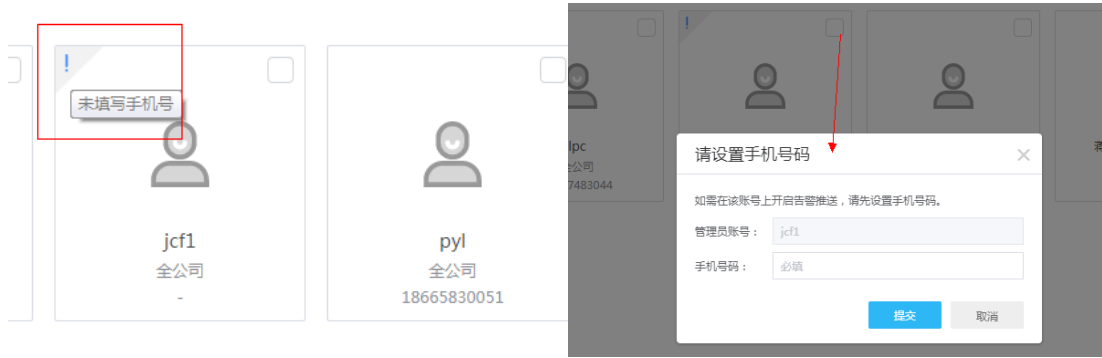 !
未填写手机号
jcf1
全公司
-
pyl
全公司
18665830051
!
lpc
全公司
7483044
请设置手机号码
如需在该账号上开启告警推送，请先设置手机号码。
管理员账号：
jcf1
手机号码：
必填
提交
取消